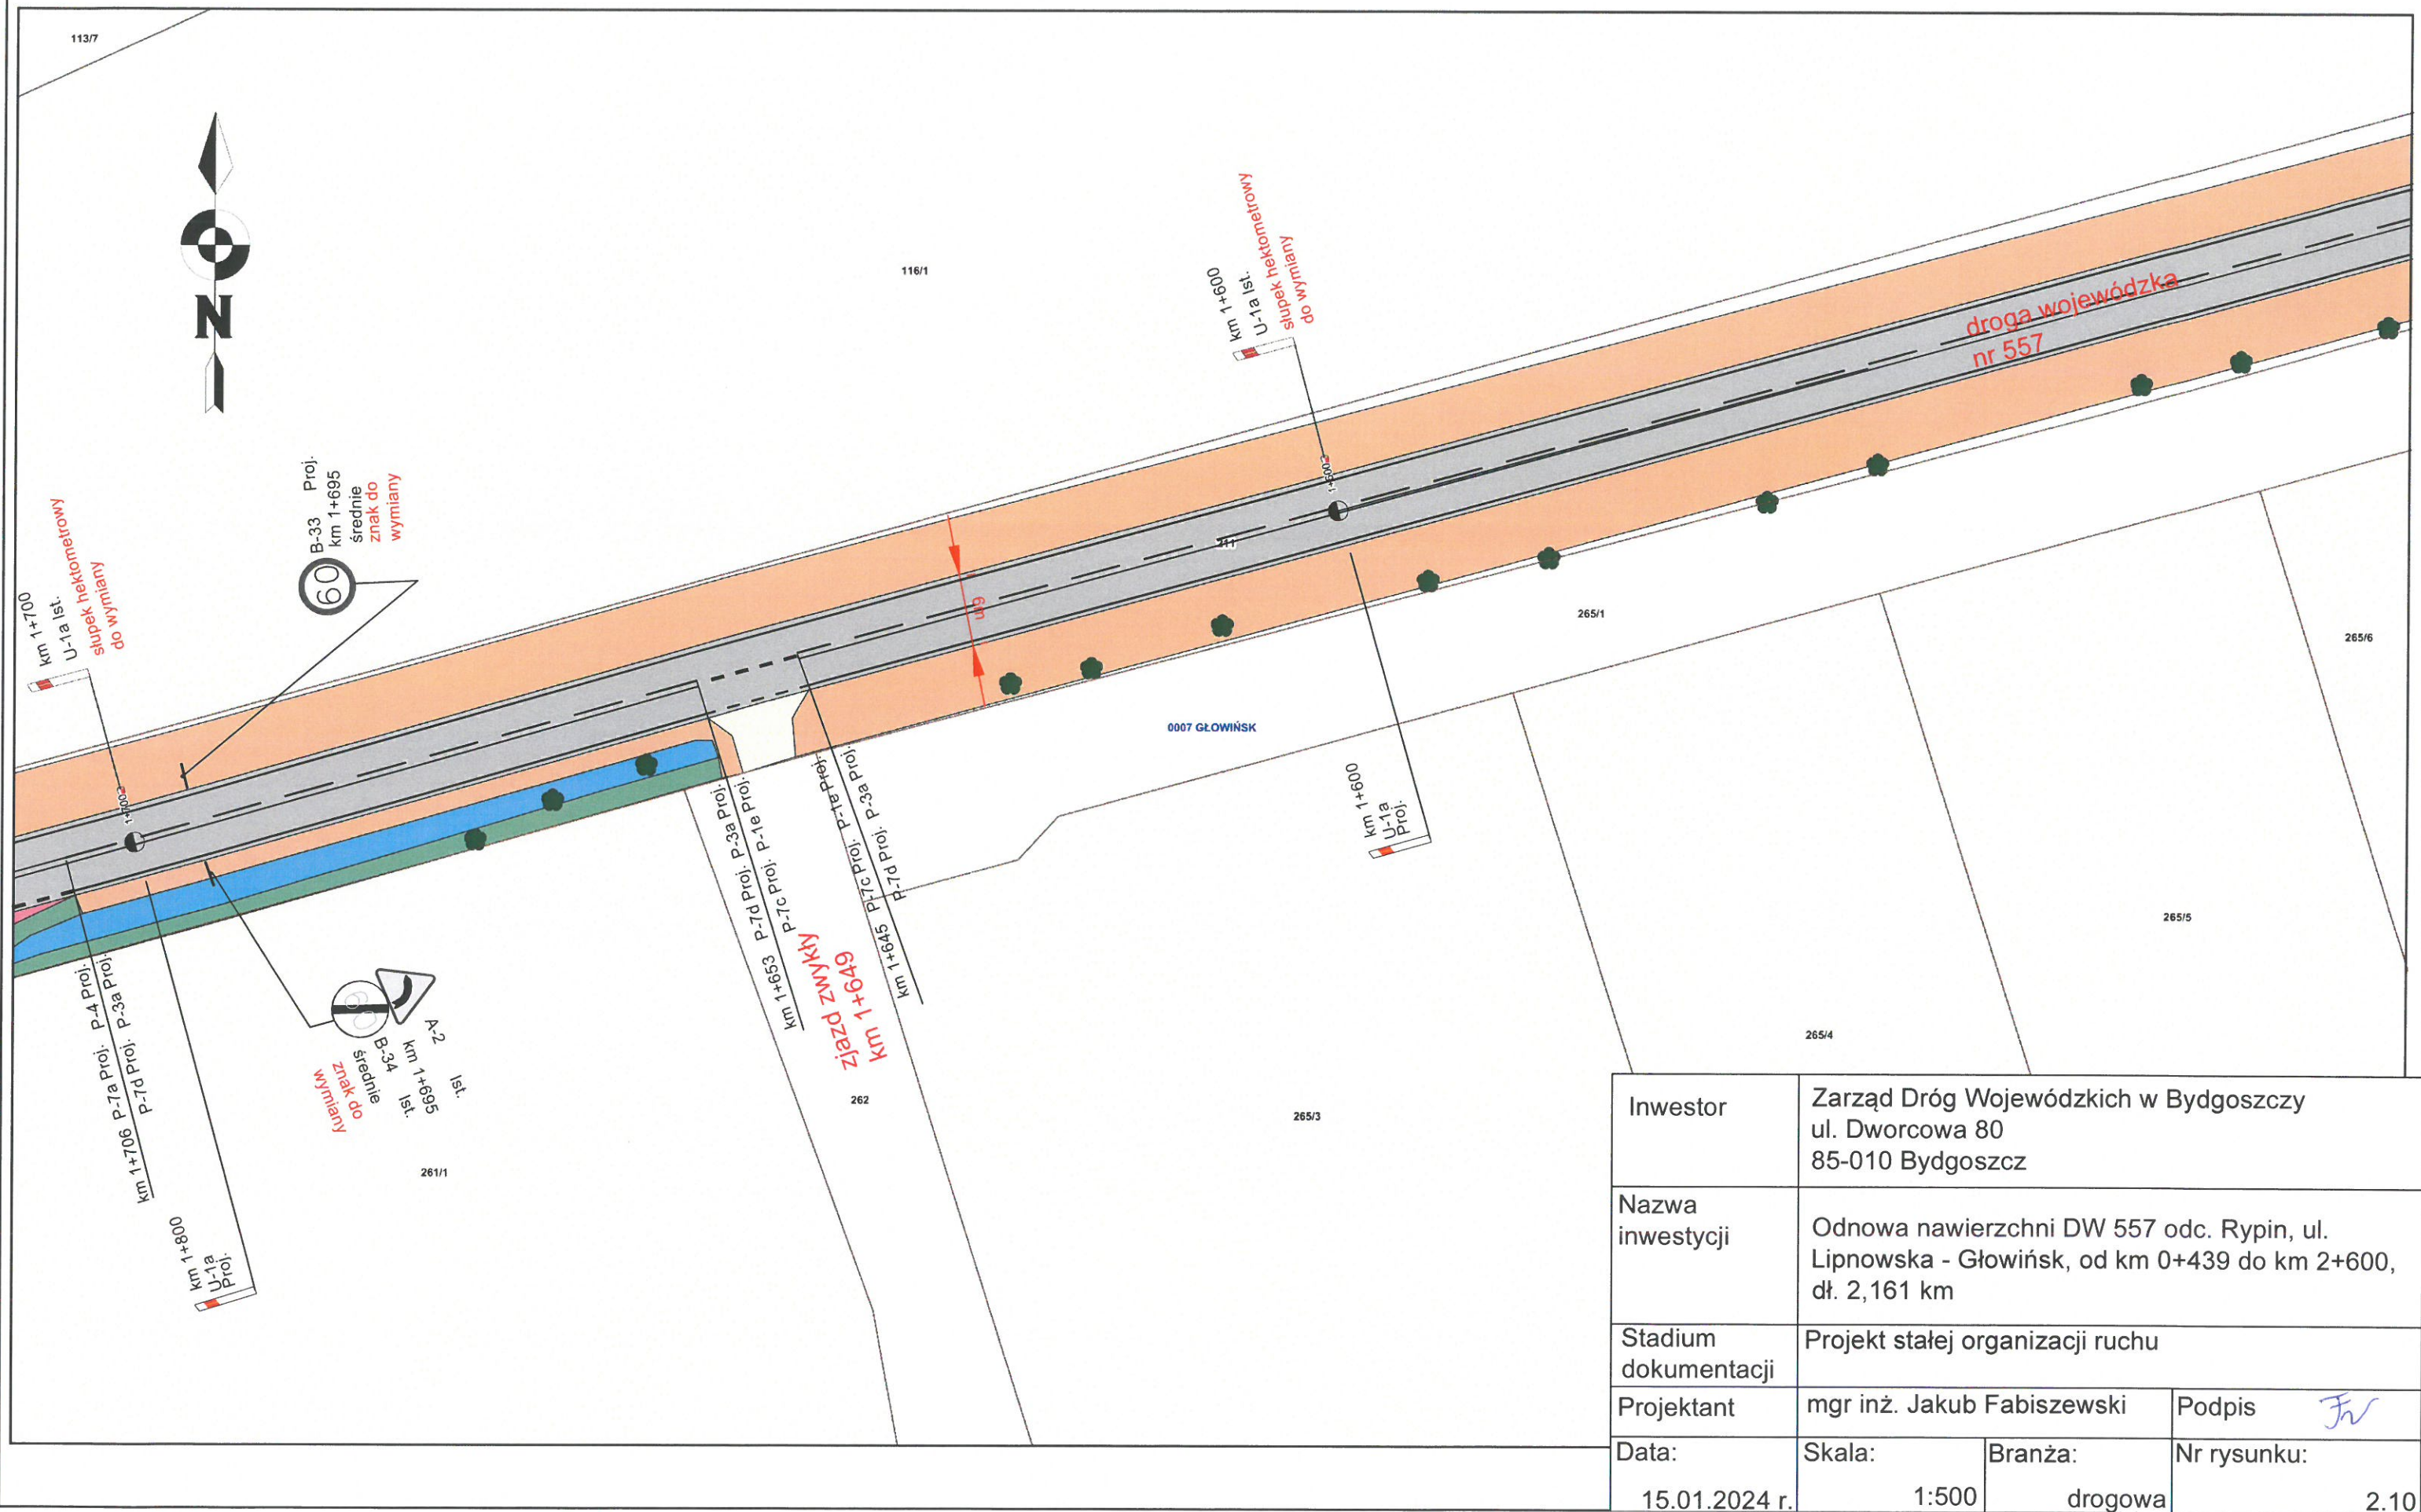 113/7
116/1
N
km 1+600
U-1a Ist.
słupek hektometrowy
do wymiany
droga wojewódzka
nr 557
B-33 Proj.
km 1+695
średnie
znak do
wymiany
60
km 1+700
U-1a Ist.
słupek hektometrowy
do wymiany
1+600
211
6m
265/1
265/6
0007 GŁOWIŃSK
1+700
km 1+600
U-1a
Proj.
km 1+653 P-7d Proj. P-3a Proj.
P-7c Proj. P-1e Proj.
zjazd zwykły
km 1+649
km 1+645 P-7c Proj. P-1e Proj.
P-7d Proj. P-3a Proj.
265/5
265/4
km 1+706 P-7a Proj. P-4 Proj.
P-7d Proj. P-3a Proj.
A-2 Ist.
km 1+695
B-34 Ist.
średnie
znak do
wymiany
262
265/3
261/1
km 1+800
U-1a
Proj.
Inwestor
Zarząd Dróg Wojewódzkich w Bydgoszczy
ul. Dworcowa 80
85-010 Bydgoszcz
Nazwa
inwestycji
Odnowa nawierzchni DW 557 odc. Rypin, ul.
Lipnowska - Głowińsk, od km 0+439 do km 2+600,
dł. 2,161 km
Stadium
dokumentacji
Projekt stałej organizacji ruchu
Projektant
mgr inż. Jakub Fabiszewski
Podpis
Data:
15.01.2024 r.
Skala:
1:500
Branża:
drogowa
Nr rysunku:
2.10